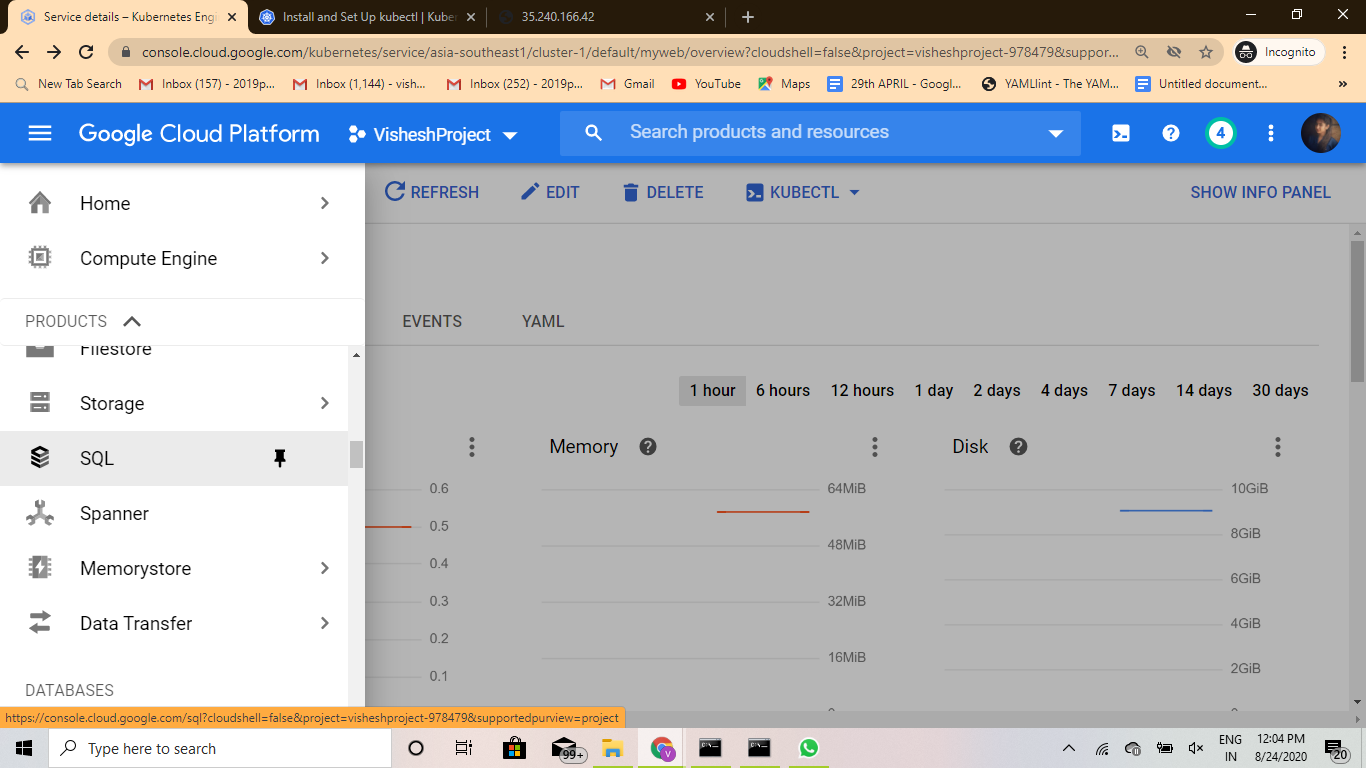 Service details – Kubernetes Engi
Install and Set Up kubectl | Kuber
35.240.166.42
console.cloud.google.com/kubernetes/service/asia-southeast1/cluster-1/default/myweb/overview?cloudshell=false&project=visheshproject-978479&suppor...
Incognito
New Tab Search
Inbox (157) - 2019p...
Inbox (1,144) - vish...
Inbox (252) - 2019p...
Gmail
YouTube
Maps
29th APRIL - Googl...
YAMLlint - The YAM...
Untitled document...
»
Google Cloud Platform
VisheshProject
Search products and resources
4
Home
Compute Engine
PRODUCTS
Filestore
Storage
SQL
Spanner
Memorystore
Data Transfer
DATABASES
REFRESH
EDIT
DELETE
KUBECTL
SHOW INFO PANEL
EVENTS
YAML
1 hour
6 hours
12 hours
1 day
2 days
4 days
7 days
14 days
30 days
0.6
0.5
0.4
0.3
0.2
0.1
Memory
64MiB
48MiB
32MiB
16MiB
Disk
10GiB
8GiB
6GiB
4GiB
2GiB
https://console.cloud.google.com/sql?cloudshell=false&project=visheshproject-978479&supportedpurview=project
Type here to search
99+
V
ENG
IN
12:04 PM
8/24/2020
20